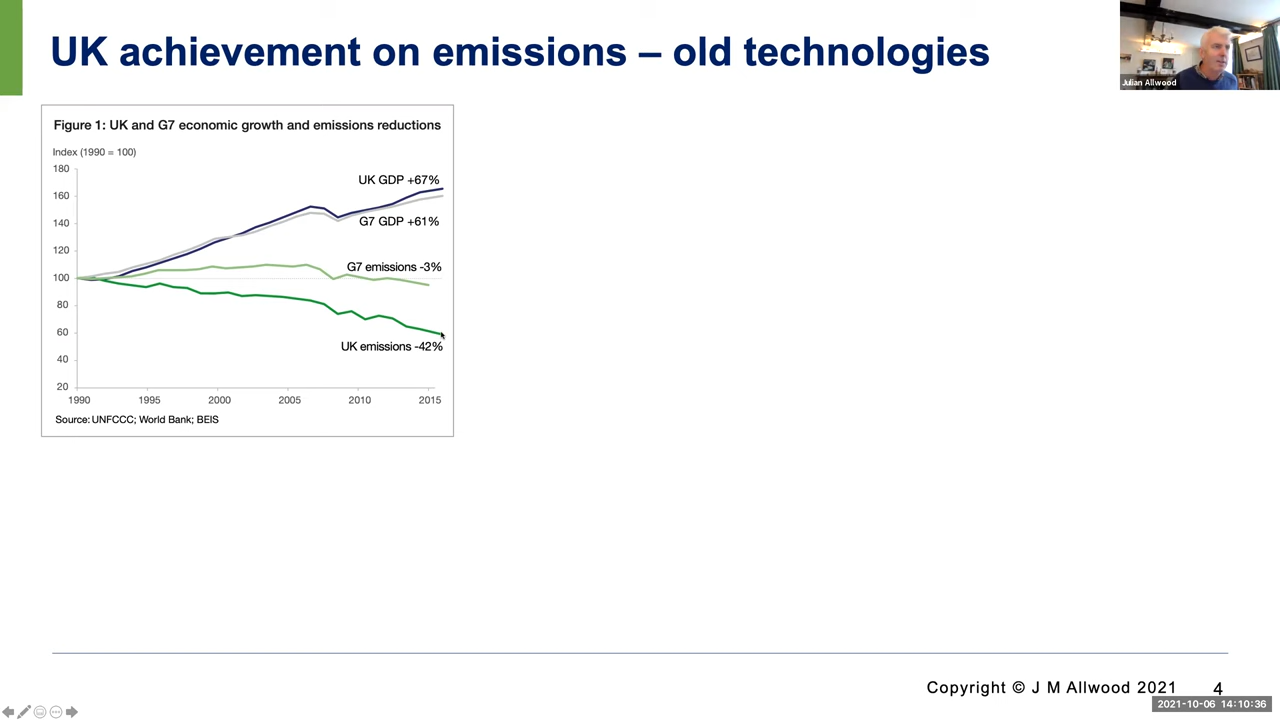 UK achievement on emissions – old technologies
Julian Allwood
Figure 1: UK and G7 economic growth and emissions reductions
Index (1990 = 100)
180
160
140
120
100
80
60
40
20
UK GDP +67%
G7 GDP +61%
G7 emissions -3%
UK emissions -42%
1990 1995 2000 2005 2010 2015
Source: UNFCCC; World Bank; BEIS
Copyright © J M Allwood 2021 4
2021-10-06 14:10:36